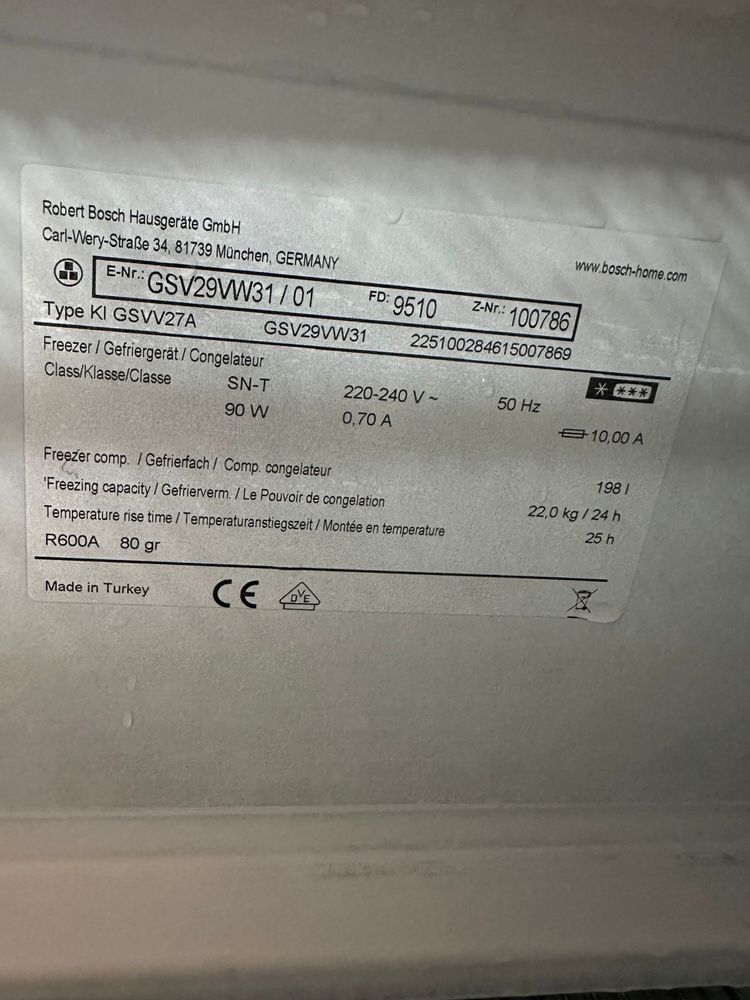 Robert Bosch Hausgeräte GmbH
Carl-Wery-Straße 34, 81739 München, GERMANY
www.bosch-home.com
E-Nr.: GSV29VW31 / 01 FD: 9510 Z-Nr.: 100786
Type KI GSVV27A GSV29VW31 225100284615007869
Freezer / Gefriergerät / Congelateur
Class/Klasse/Classe SN-T 220-240 V ~ 50 Hz
90 W 0,70 A 10,00 A
Freezer comp. / Gefrierfach / Comp. congelateur 198 l
'Freezing capacity / Gefrierverm. / Le Pouvoir de congelation 22,0 kg / 24 h
Temperature rise time / Temperaturanstiegszeit / Montée en temperature 25 h
R600A 80 gr
Made in Turkey CE DVE